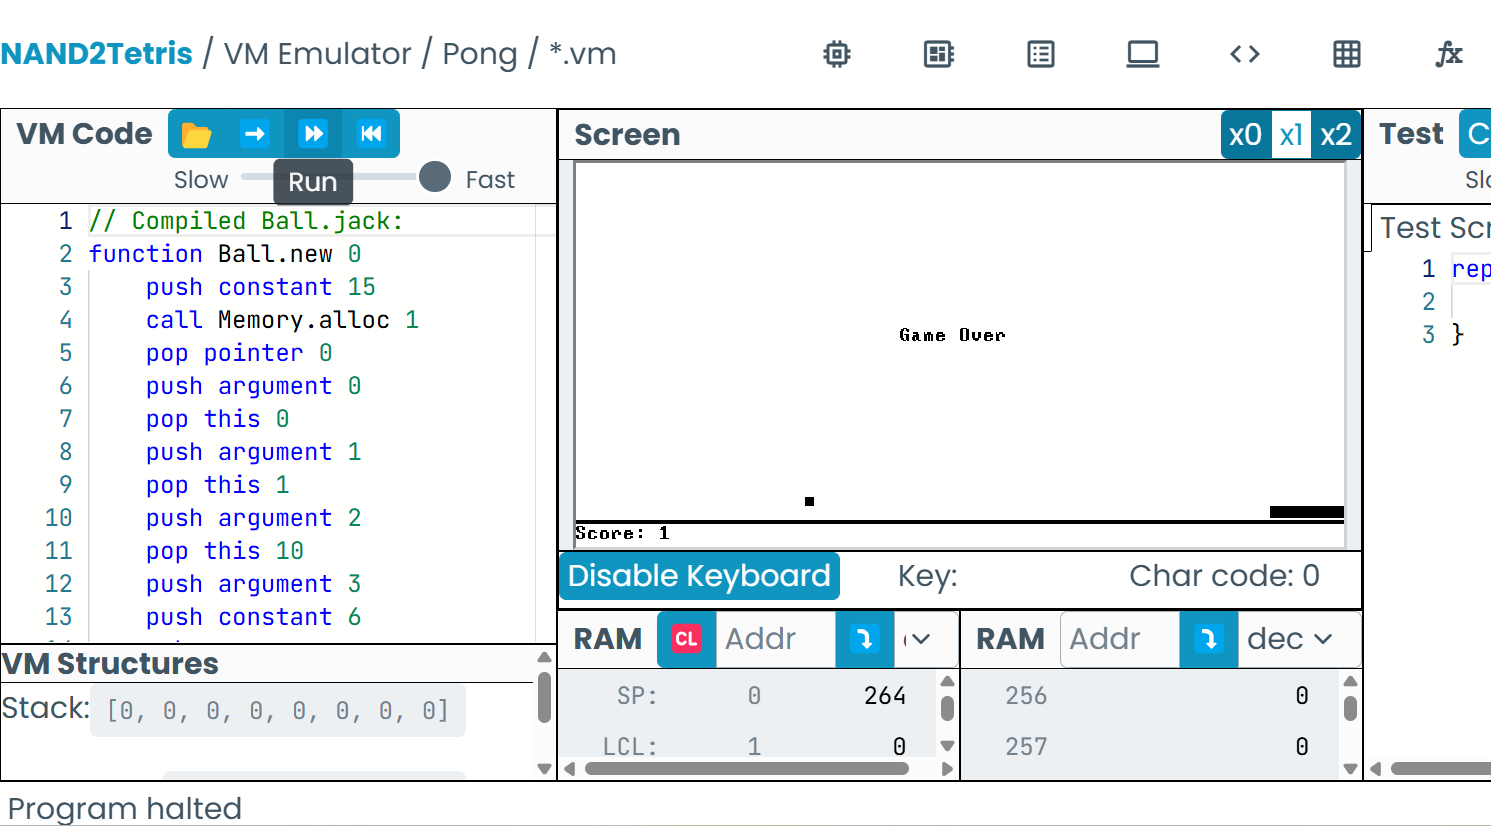 NAND2Tetris / VM Emulator / Pong / *.vm
VM Code
Slow Run Fast
1 // Compiled Ball.jack:
2 function Ball.new 0
3 push constant 15
4 call Memory.alloc 1
5 pop pointer 0
6 push argument 0
7 pop this 0
8 push argument 1
9 pop this 1
10 push argument 2
11 pop this 10
12 push argument 3
13 push constant 6
VM Structures
Stack: [0, 0, 0, 0, 0, 0, 0, 0]
Screen x0 x1 x2
Game Over
Score: 1
Disable Keyboard Key: Char code: 0
RAM CL Addr
SP: 0 264
LCL: 1 0
RAM Addr dec
256 0
257 0
Test C
Slo
Test Scr
1 rep
2
3 }
Program halted